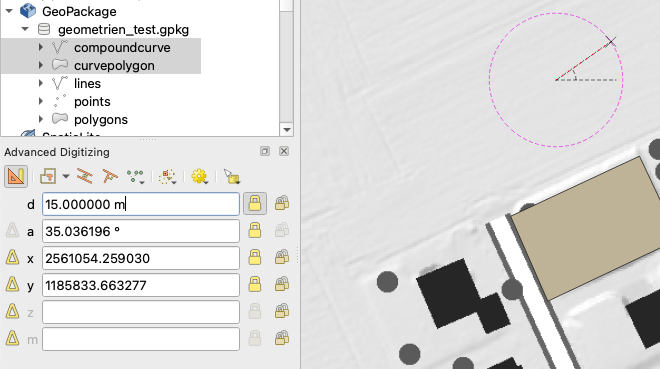 GeoPackage
geometrien_test.gpkg
compoundcurve
curvepolygon
lines
points
polygons
SpatiaLite
Advanced Digitizing
d 15.000000 m
a 35.036196 °
x 2561054.259030
y 1185833.663277
z
m